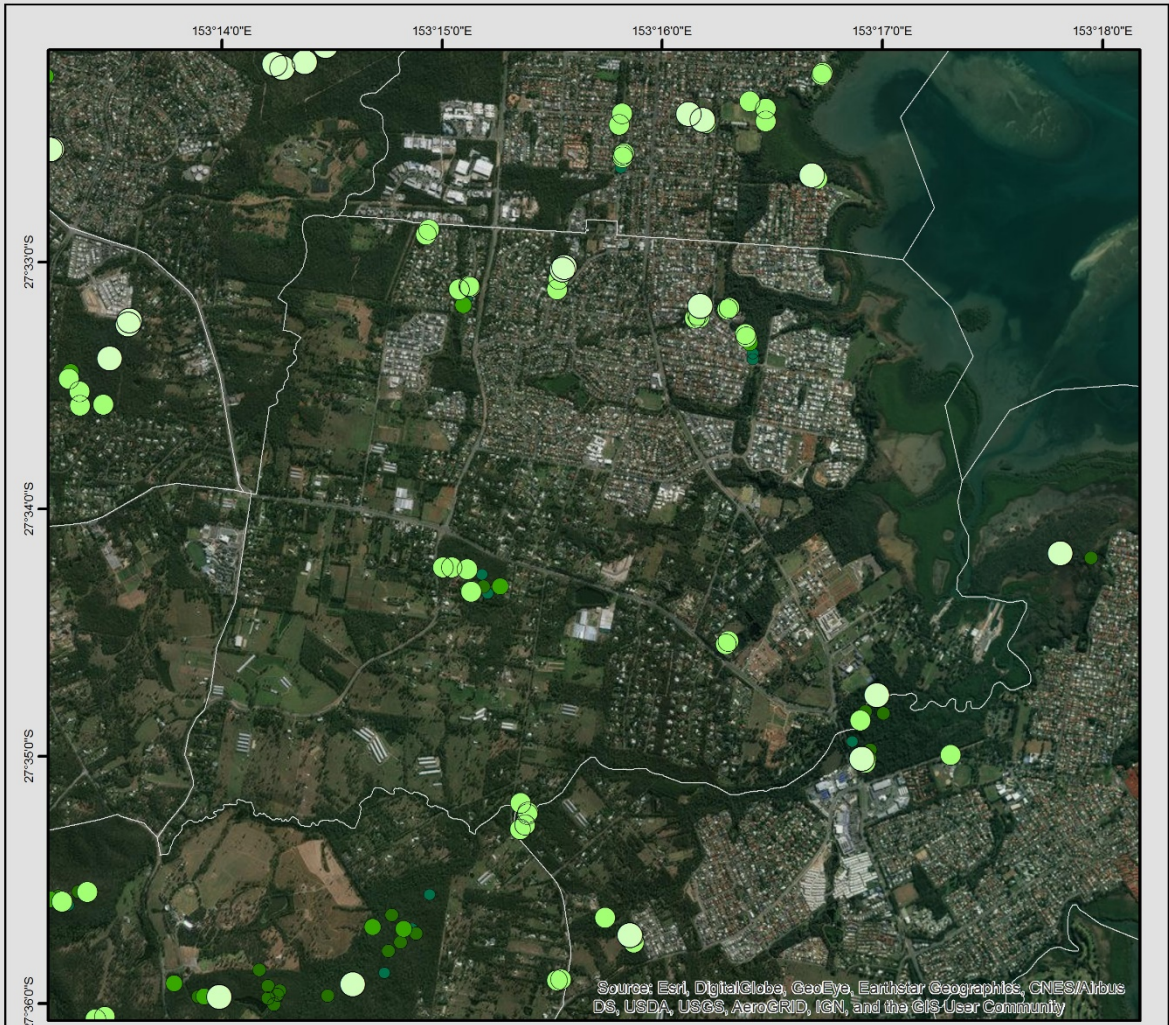 153°14'0"E 153°15'0"E 153°16'0"E 153°17'0"E 153°18'0"E
27°33'0"S
27°34'0"S
27°35'0"S
27°36'0"S
Source: Esri, DigitalGlobe, GeoEye, Earthstar Geographics, CNES/Airbus
DS, USDA, USGS, AeroGRID, IGN, and the GIS User Community